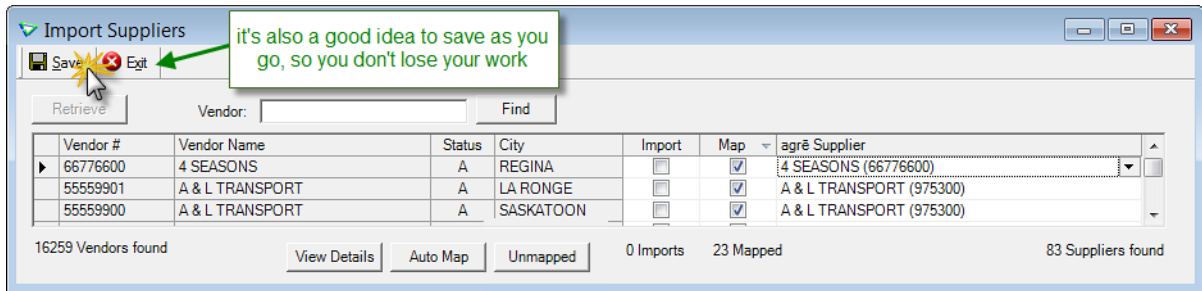 Import Suppliers
it's also a good idea to save as you
go, so you don't lose your work
Save Exit
Retrieve Vendor: Find
Vendor # Vendor Name Status City Import Map agrē Supplier
66776600 4 SEASONS A REGINA 4 SEASONS (66776600)
55559901 A & L TRANSPORT A LA RONGE A & L TRANSPORT (975300)
55559900 A & L TRANSPORT A SASKATOON A & L TRANSPORT (975300)
16259 Vendors found View Details Auto Map Unmapped 0 Imports 23 Mapped 83 Suppliers found